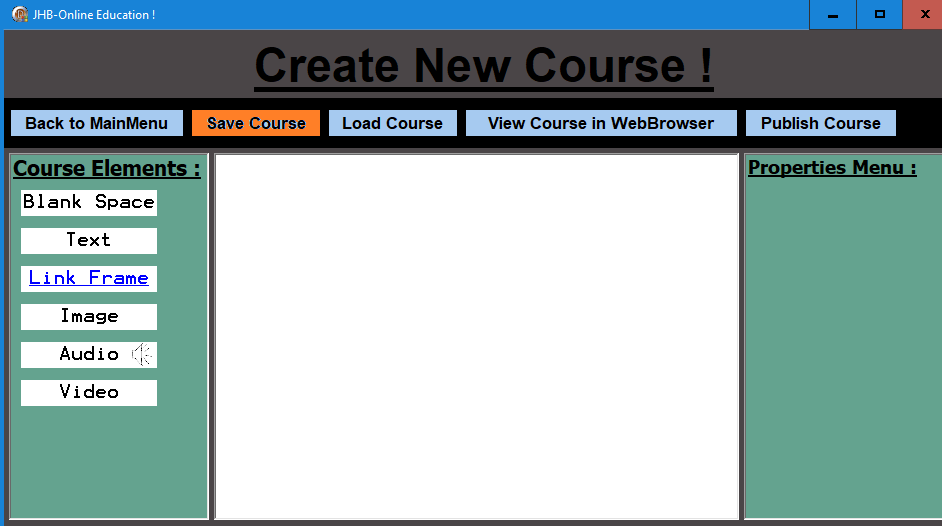 JHB-Online Education !
Create New Course !
Back to MainMenu Save Course Load Course View Course in WebBrowser Publish Course
Course Elements :
Blank Space
Text
Link Frame
Image
Audio
Video
Properties Menu :